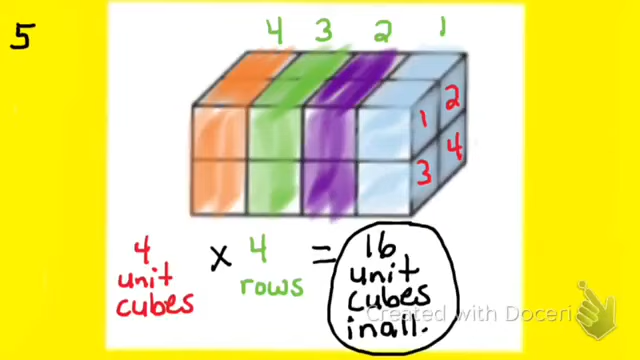 5
4 3 2 1
1 2
3 4
4 × 4 = 16
unit rows unit
cubes cubes
in all.
Created with Doceri